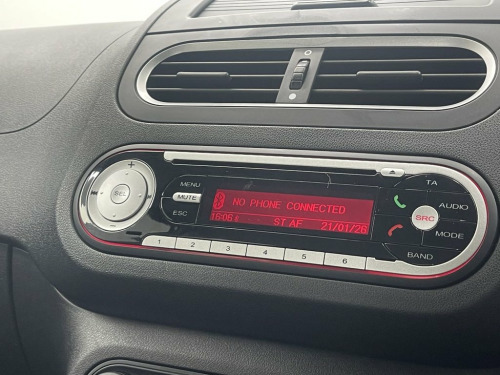 MENU
MUTE
ESC
SEL
NO PHONE CONNECTED
16:06 ST AF 21/01/26
TA
AUDIO
SRC
MODE
BAND
1 2 3 4 5 6